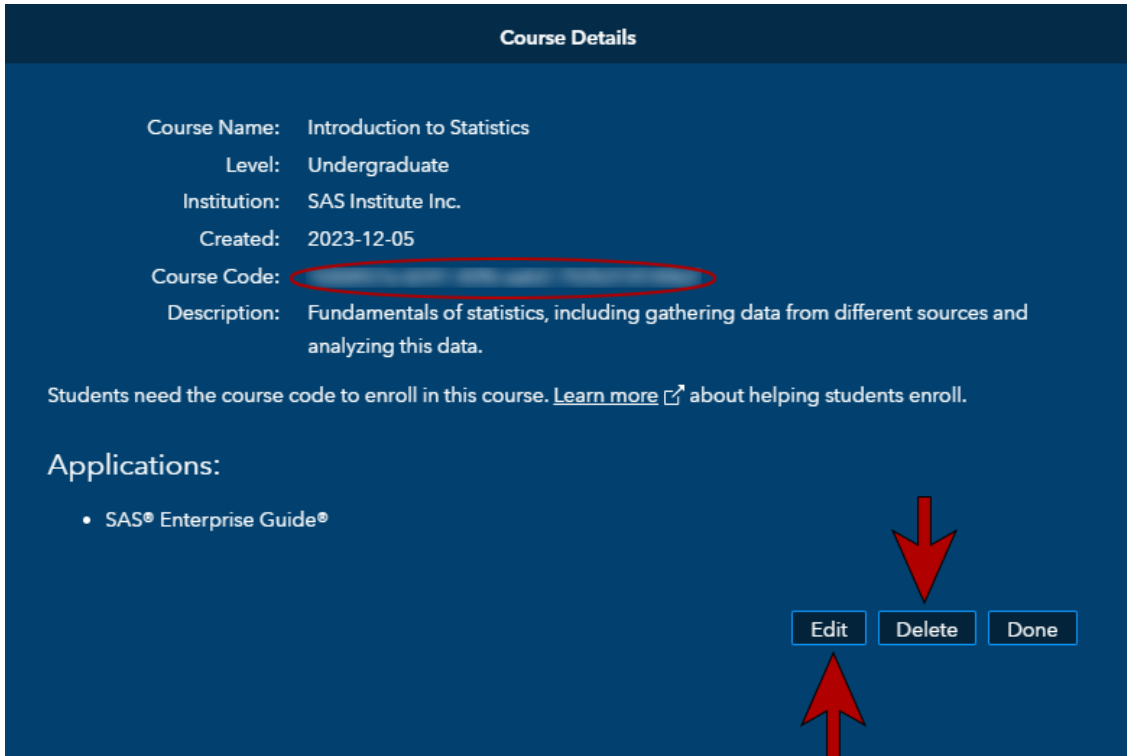 Course Details
Course Name: Introduction to Statistics
Level: Undergraduate
Institution: SAS Institute Inc.
Created: 2023-12-05
Course Code:
Description: Fundamentals of statistics, including gathering data from different sources and
analyzing this data.
Students need the course code to enroll in this course. Learn more about helping students enroll.
Applications:
• SAS® Enterprise Guide®
Edit Delete Done